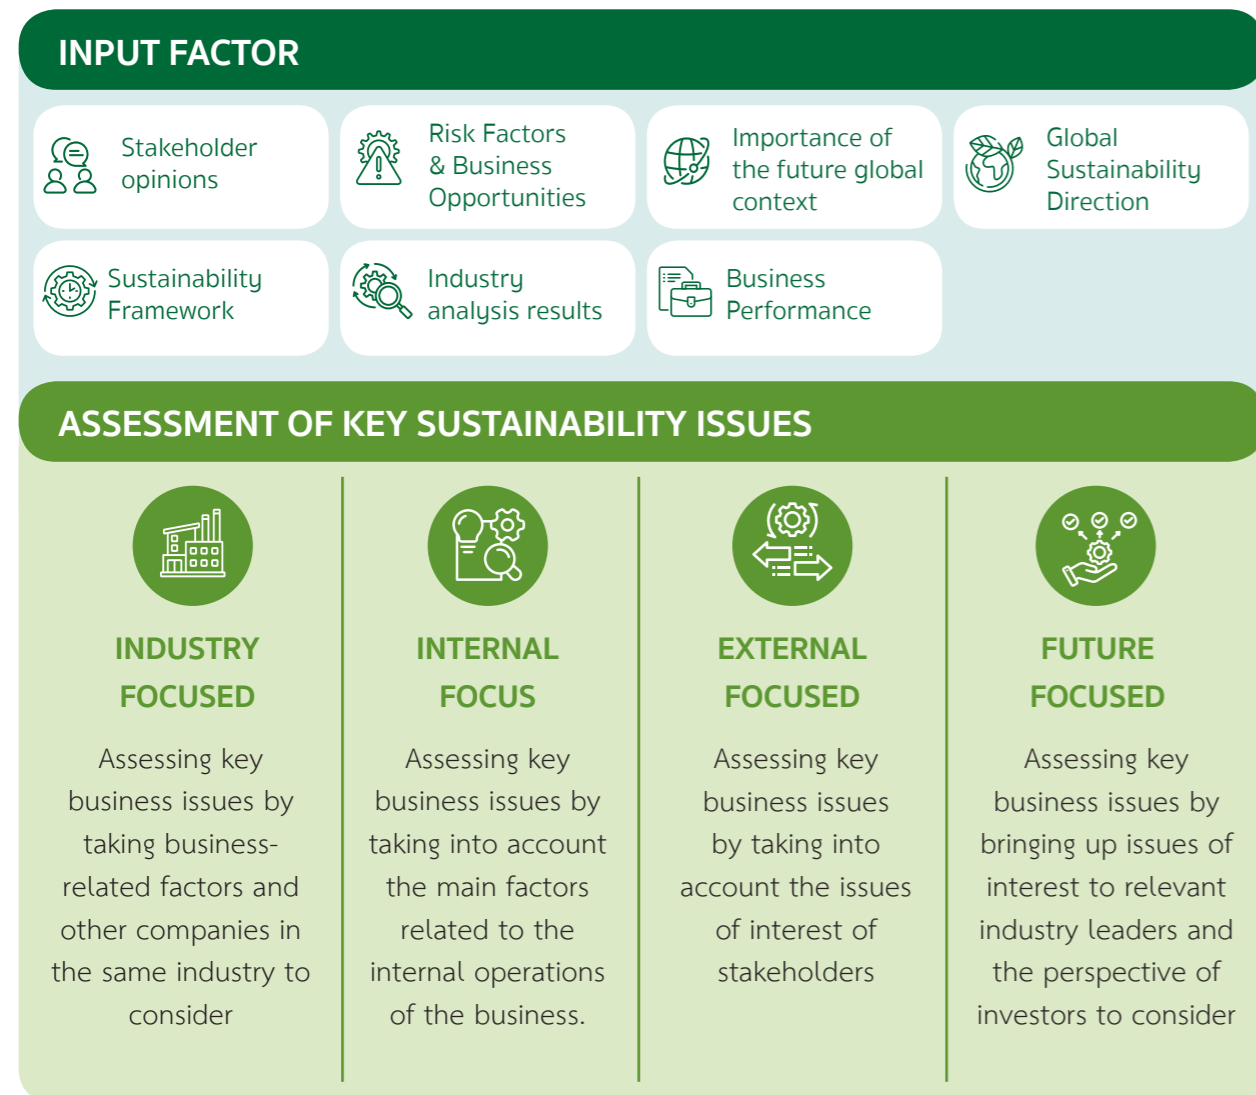 INPUT FACTOR
Stakeholder
opinions
Risk Factors
& Business
Opportunities
Importance of
the future global
context
Global
Sustainability
Direction
Sustainability
Framework
Industry
analysis results
Business
Performance
ASSESSMENT OF KEY SUSTAINABILITY ISSUES
INDUSTRY
FOCUSED
Assessing key
business issues by
taking business-
related factors and
other companies in
the same industry to
consider
INTERNAL
FOCUS
Assessing key
business issues by
taking into account
the main factors
related to the
internal operations
of the business.
EXTERNAL
FOCUSED
Assessing key
business issues
by taking into
account the issues
of interest of
stakeholders
FUTURE
FOCUSED
Assessing key
business issues by
bringing up issues of
interest to relevant
industry leaders and
the perspective of
investors to consider